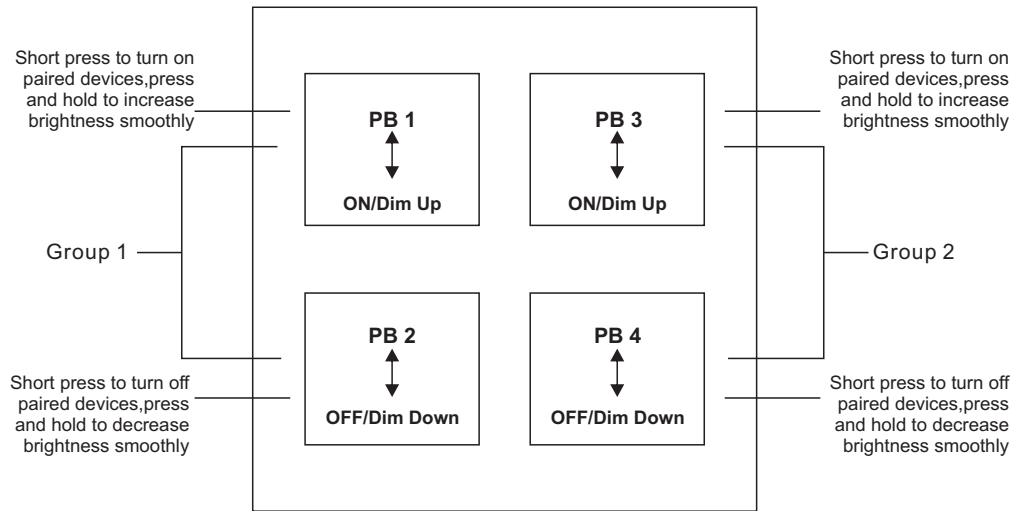 Short press to turn on
paired devices,press
and hold to increase
brightness smoothly
PB 1
ON/Dim Up
PB 3
ON/Dim Up
Short press to turn on
paired devices,press
and hold to increase
brightness smoothly
Group 1
Group 2
Short press to turn off
paired devices,press
and hold to decrease
brightness smoothly
PB 2
OFF/Dim Down
PB 4
OFF/Dim Down
Short press to turn off
paired devices,press
and hold to decrease
brightness smoothly